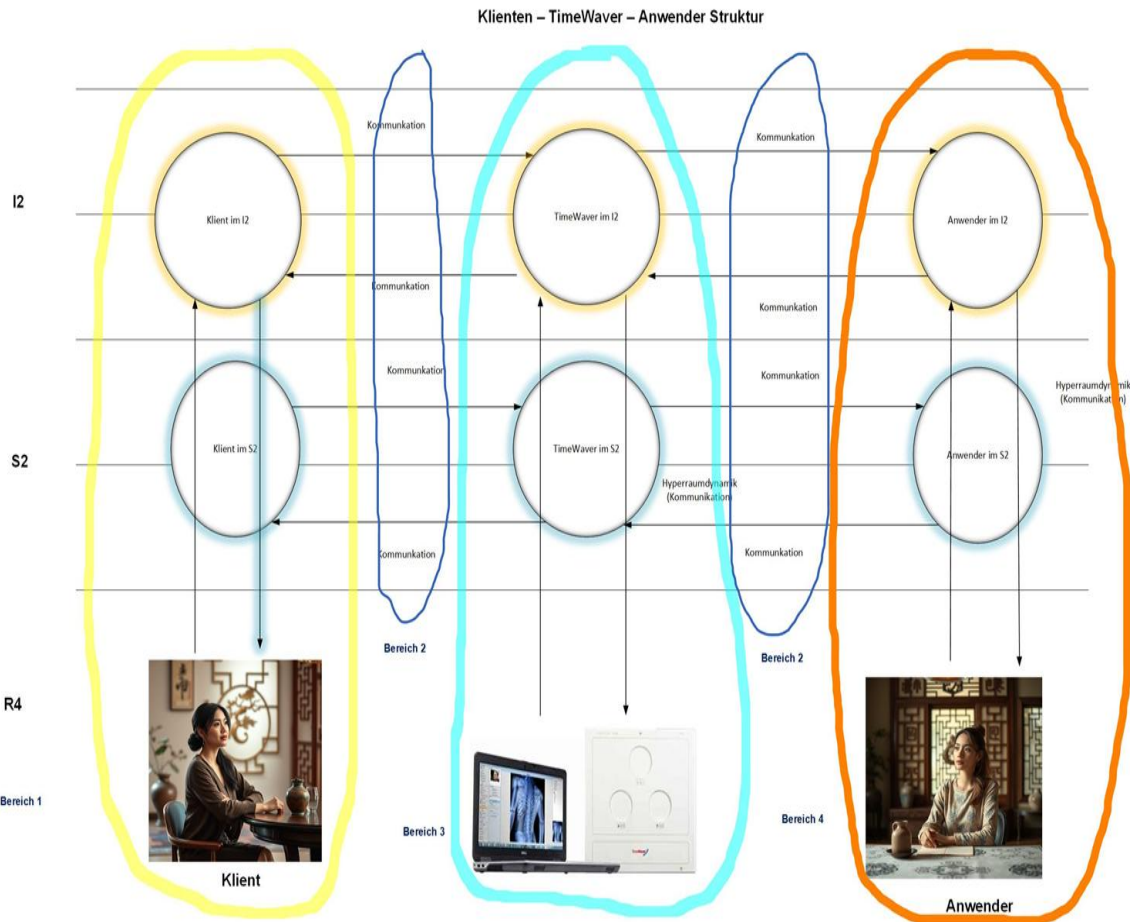 Klienten – TimeWaver – Anwender Struktur
Kommunkation
Kommunkation
I2
Klient im I2
TimeWaver im I2
Anwender im I2
Kommunkation
Kommunkation
Kommunkation
Kommunkation
Hyperraumdynamik
(Kommunikation)
S2
Klient im S2
TimeWaver im S2
Anwender im S2
Hyperraumdynamik
(Kommunikation)
Kommunkation
Kommunkation
Bereich 2
Bereich 2
R4
Bereich 1
Bereich 3
Bereich 4
Klient
Anwender